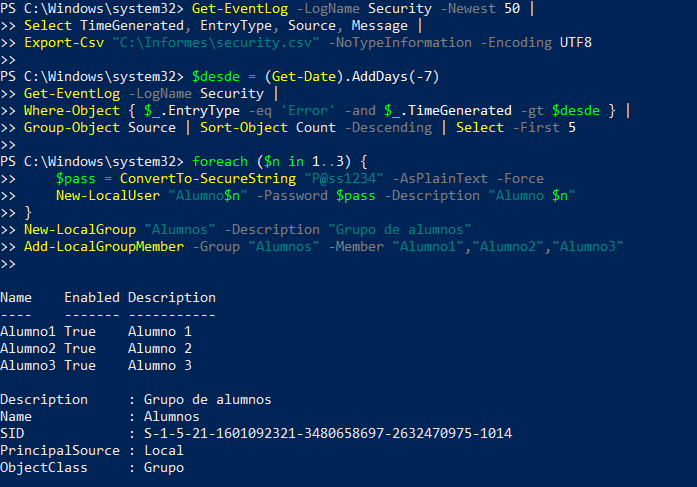 PS C:\Windows\system32> Get-EventLog -LogName Security -Newest 50 |
>> Select TimeGenerated, EntryType, Source, Message |
>> Export-Csv "C:\Informes\security.csv" -NoTypeInformation -Encoding UTF8
>>
PS C:\Windows\system32> $desde = (Get-Date).AddDays(-7)
>> Get-EventLog -LogName Security |
>> Where-Object { $_.EntryType -eq 'Error' -and $_.TimeGenerated -gt $desde } |
>> Group-Object Source | Sort-Object Count -Descending | Select -First 5
>>
PS C:\Windows\system32> foreach ($n in 1..3) {
>>     $pass = ConvertTo-SecureString "P@ss1234" -AsPlainText -Force
>>     New-LocalUser "Alumno$n" -Password $pass -Description "Alumno $n"
>> }
>> New-LocalGroup "Alumnos" -Description "Grupo de alumnos"
>> Add-LocalGroupMember -Group "Alumnos" -Member "Alumno1","Alumno2","Alumno3"
>>
Name    Enabled Description
----    ------- -----------
Alumno1 True    Alumno 1
Alumno2 True    Alumno 2
Alumno3 True    Alumno 3
Description     : Grupo de alumnos
Name            : Alumnos
SID             : S-1-5-21-1601092321-3480658697-2632470975-1014
PrincipalSource : Local
ObjectClass     : Grupo